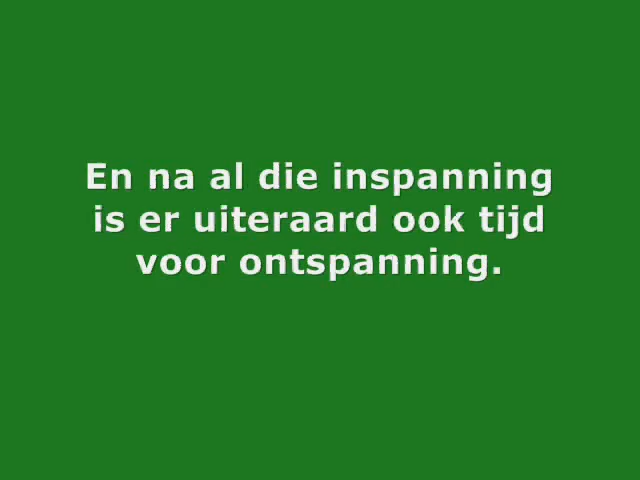 En na al die inspanning
is er uiteraard ook tijd
voor ontspanning.